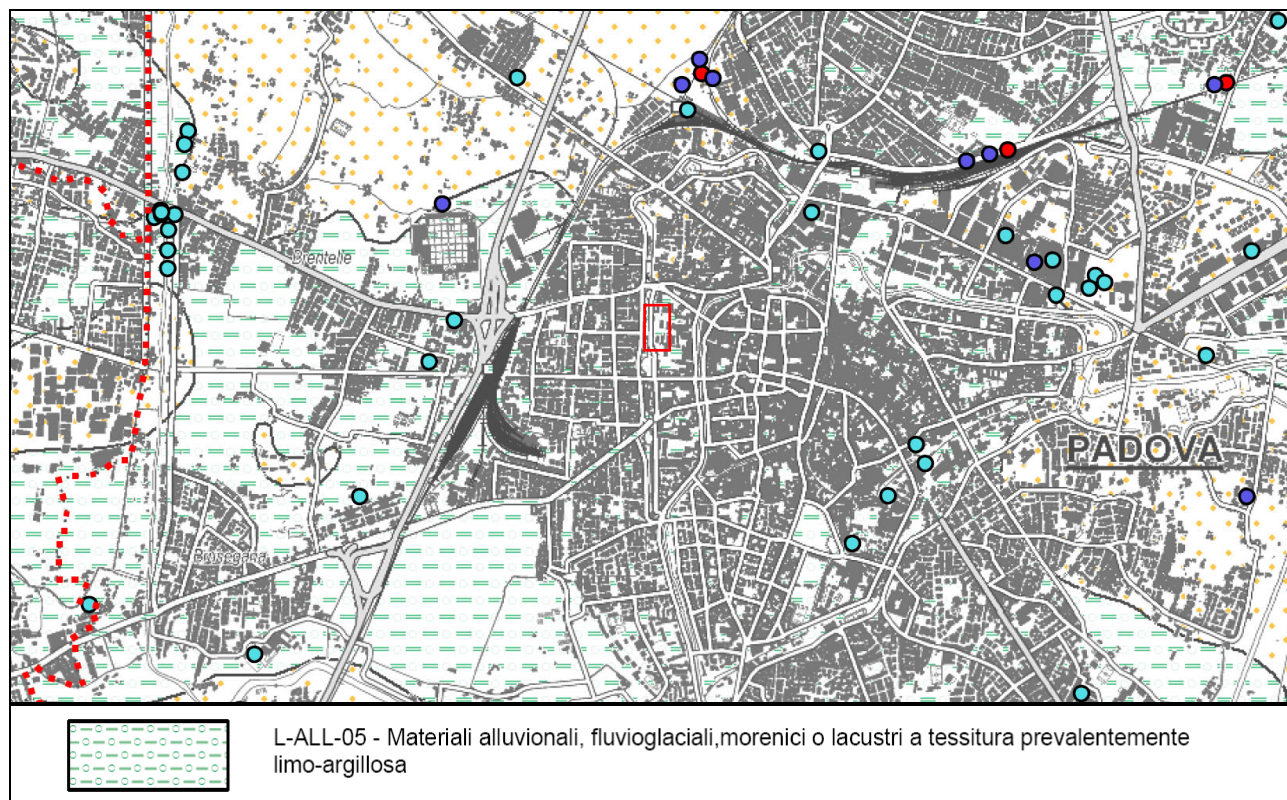 Brentelle
PADOVA
Brusegana
L-ALL-05 - Materiali alluvionali, fluvioglaciali,morenici o lacustri a tessitura prevalentemente
limo-argillosa